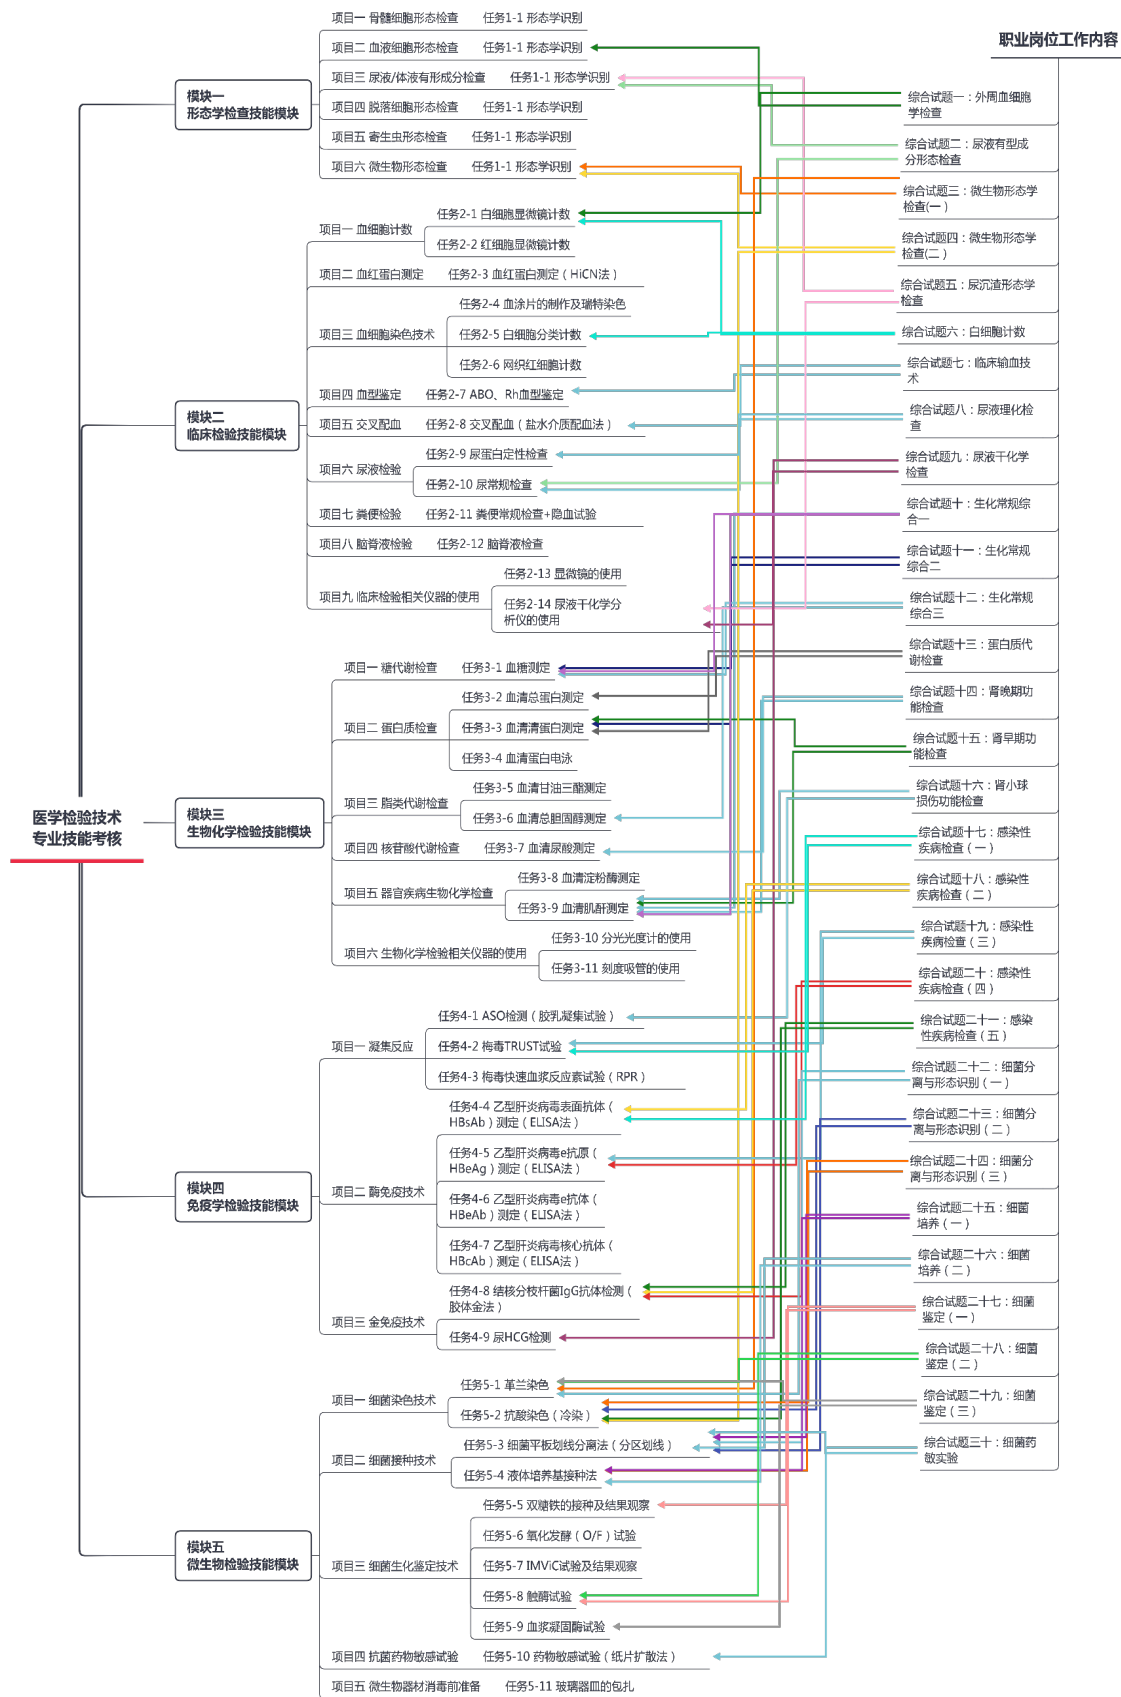 医学检验技术
专业技能考核
模块一
形态学检查技能模块
项目一 骨髓细胞形态检查 任务1-1 形态学识别
项目二 血液细胞形态检查 任务1-1 形态学识别
项目三 尿液/体液有形成分检查 任务1-1 形态学识别
项目四 脱落细胞形态检查 任务1-1 形态学识别
项目五 寄生虫形态检查 任务1-1 形态学识别
项目六 微生物形态检查 任务1-1 形态学识别
模块二
临床检验技能模块
项目一 血细胞计数
任务2-1 白细胞显微镜计数
任务2-2 红细胞显微镜计数
项目二 血红蛋白测定 任务2-3 血红蛋白测定（HiCN法）
项目三 血细胞染色技术
任务2-4 血涂片的制作及瑞特染色
任务2-5 白细胞分类计数
任务2-6 网织红细胞计数
项目四 血型鉴定 任务2-7 ABO、Rh血型鉴定
项目五 交叉配血 任务2-8 交叉配血（盐水介质配血法）
项目六 尿液检验
任务2-9 尿蛋白定性检查
任务2-10 尿常规检查
项目七 粪便检验 任务2-11 粪便常规检查+隐血试验
项目八 脑脊液检验 任务2-12 脑脊液检查
项目九 临床检验相关仪器的使用
任务2-13 显微镜的使用
任务2-14 尿液干化学分
析仪的使用
模块三
生物化学检验技能模块
项目一 糖代谢检查 任务3-1 血糖测定
项目二 蛋白质检查
任务3-2 血清总蛋白测定
任务3-3 血清清蛋白测定
任务3-4 血清蛋白电泳
项目三 脂类代谢检查
任务3-5 血清甘油三酯测定
任务3-6 血清总胆固醇测定
项目四 核苷酸代谢检查 任务3-7 血清尿酸测定
项目五 器官疾病生物化学检查
任务3-8 血清淀粉酶测定
任务3-9 血清肌酐测定
项目六 生物化学检验相关仪器的使用
任务3-10 分光光度计的使用
任务3-11 刻度吸管的使用
模块四
免疫学检验技能模块
项目一 凝集反应
任务4-1 ASO检测（胶乳凝集试验）
任务4-2 梅毒TRUST试验
任务4-3 梅毒快速血浆反应素试验（RPR）
项目二 酶免疫技术
任务4-4 乙型肝炎病毒表面抗体（
HBsAb）测定（ELISA法）
任务4-5 乙型肝炎病毒e抗原（
HBeAg）测定（ELISA法）
任务4-6 乙型肝炎病毒e抗体（
HBeAb）测定（ELISA法）
任务4-7 乙型肝炎病毒核心抗体（
HBcAb）测定（ELISA法）
项目三 金免疫技术
任务4-8 结核分枝杆菌IgG抗体检测（
胶体金法）
任务4-9 尿HCG检测
模块五
微生物检验技能模块
项目一 细菌染色技术
任务5-1 革兰染色
任务5-2 抗酸染色（冷染）
项目二 细菌接种技术
任务5-3 细菌平板划线分离法（分区划线）
任务5-4 液体培养基接种法
项目三 细菌生化鉴定技术
任务5-5 双糖铁的接种及结果观察
任务5-6 氧化发酵（O/F）试验
任务5-7 IMViC试验及结果观察
任务5-8 触酶试验
任务5-9 血浆凝固酶试验
项目四 抗菌药物敏感试验 任务5-10 药物敏感试验（纸片扩散法）
项目五 微生物器材消毒前准备 任务5-11 玻璃器皿的包扎
职业岗位工作内容
综合试题一：外周血细胞
学检查
综合试题二：尿液有型成
分形态检查
综合试题三：微生物形态学
检查(一)
综合试题四：微生物形态学
检查(二)
综合试题五：尿沉渣形态学
检查
综合试题六：白细胞计数
综合试题七：临床输血技
术
综合试题八：尿液理化检
查
综合试题九：尿液干化学
检查
综合试题十：生化常规综
合一
综合试题十一：生化常规
综合二
综合试题十二：生化常规
综合三
综合试题十三：蛋白质代
谢检查
综合试题十四：肾晚期功
能检查
综合试题十五：肾早期功
能检查
综合试题十六：肾小球
损伤功能检查
综合试题十七：感染性
疾病检查（一）
综合试题十八：感染性
疾病检查（二）
综合试题十九：感染性
疾病检查（三）
综合试题二十：感染性
疾病检查（四）
综合试题二十一：感染
性疾病检查（五）
综合试题二十二：细菌分
离与形态识别（一）
综合试题二十三：细菌分
离与形态识别（二）
综合试题二十四：细菌分
离与形态识别（三）
综合试题二十五：细菌
培养（一）
综合试题二十六：细菌
培养（二）
综合试题二十七：细菌
鉴定（一）
综合试题二十八：细菌
鉴定（二）
综合试题二十九：细菌
鉴定（三）
综合试题三十：细菌药
敏实验